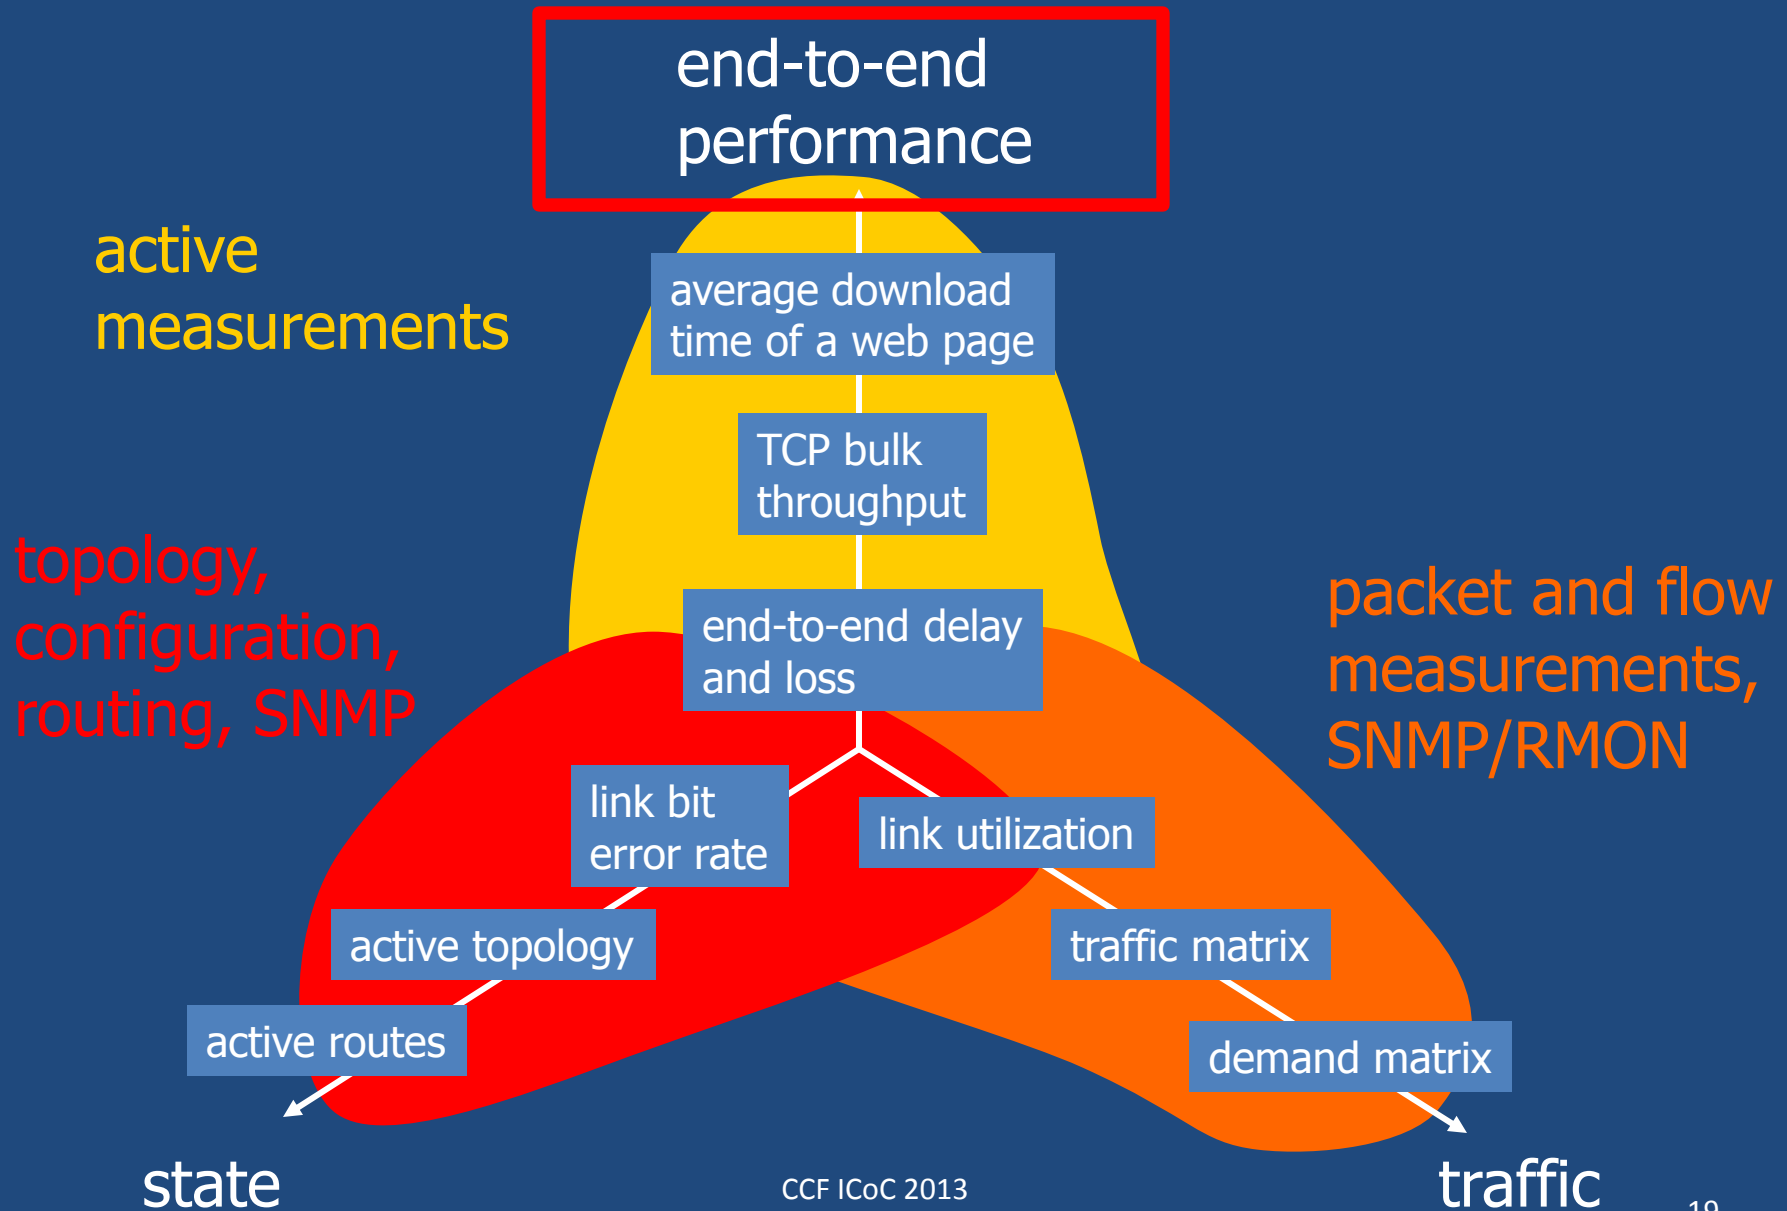 end-to-end
performance
active
measurements
average download
time of a web page
TCP bulk
throughput
topology,
configuration,
routing, SNMP
packet and flow
measurements,
SNMP/RMON
end-to-end delay
and loss
link bit
error rate
link utilization
active topology
traffic matrix
active routes
demand matrix
state
CCF ICoC 2013
traffic
19